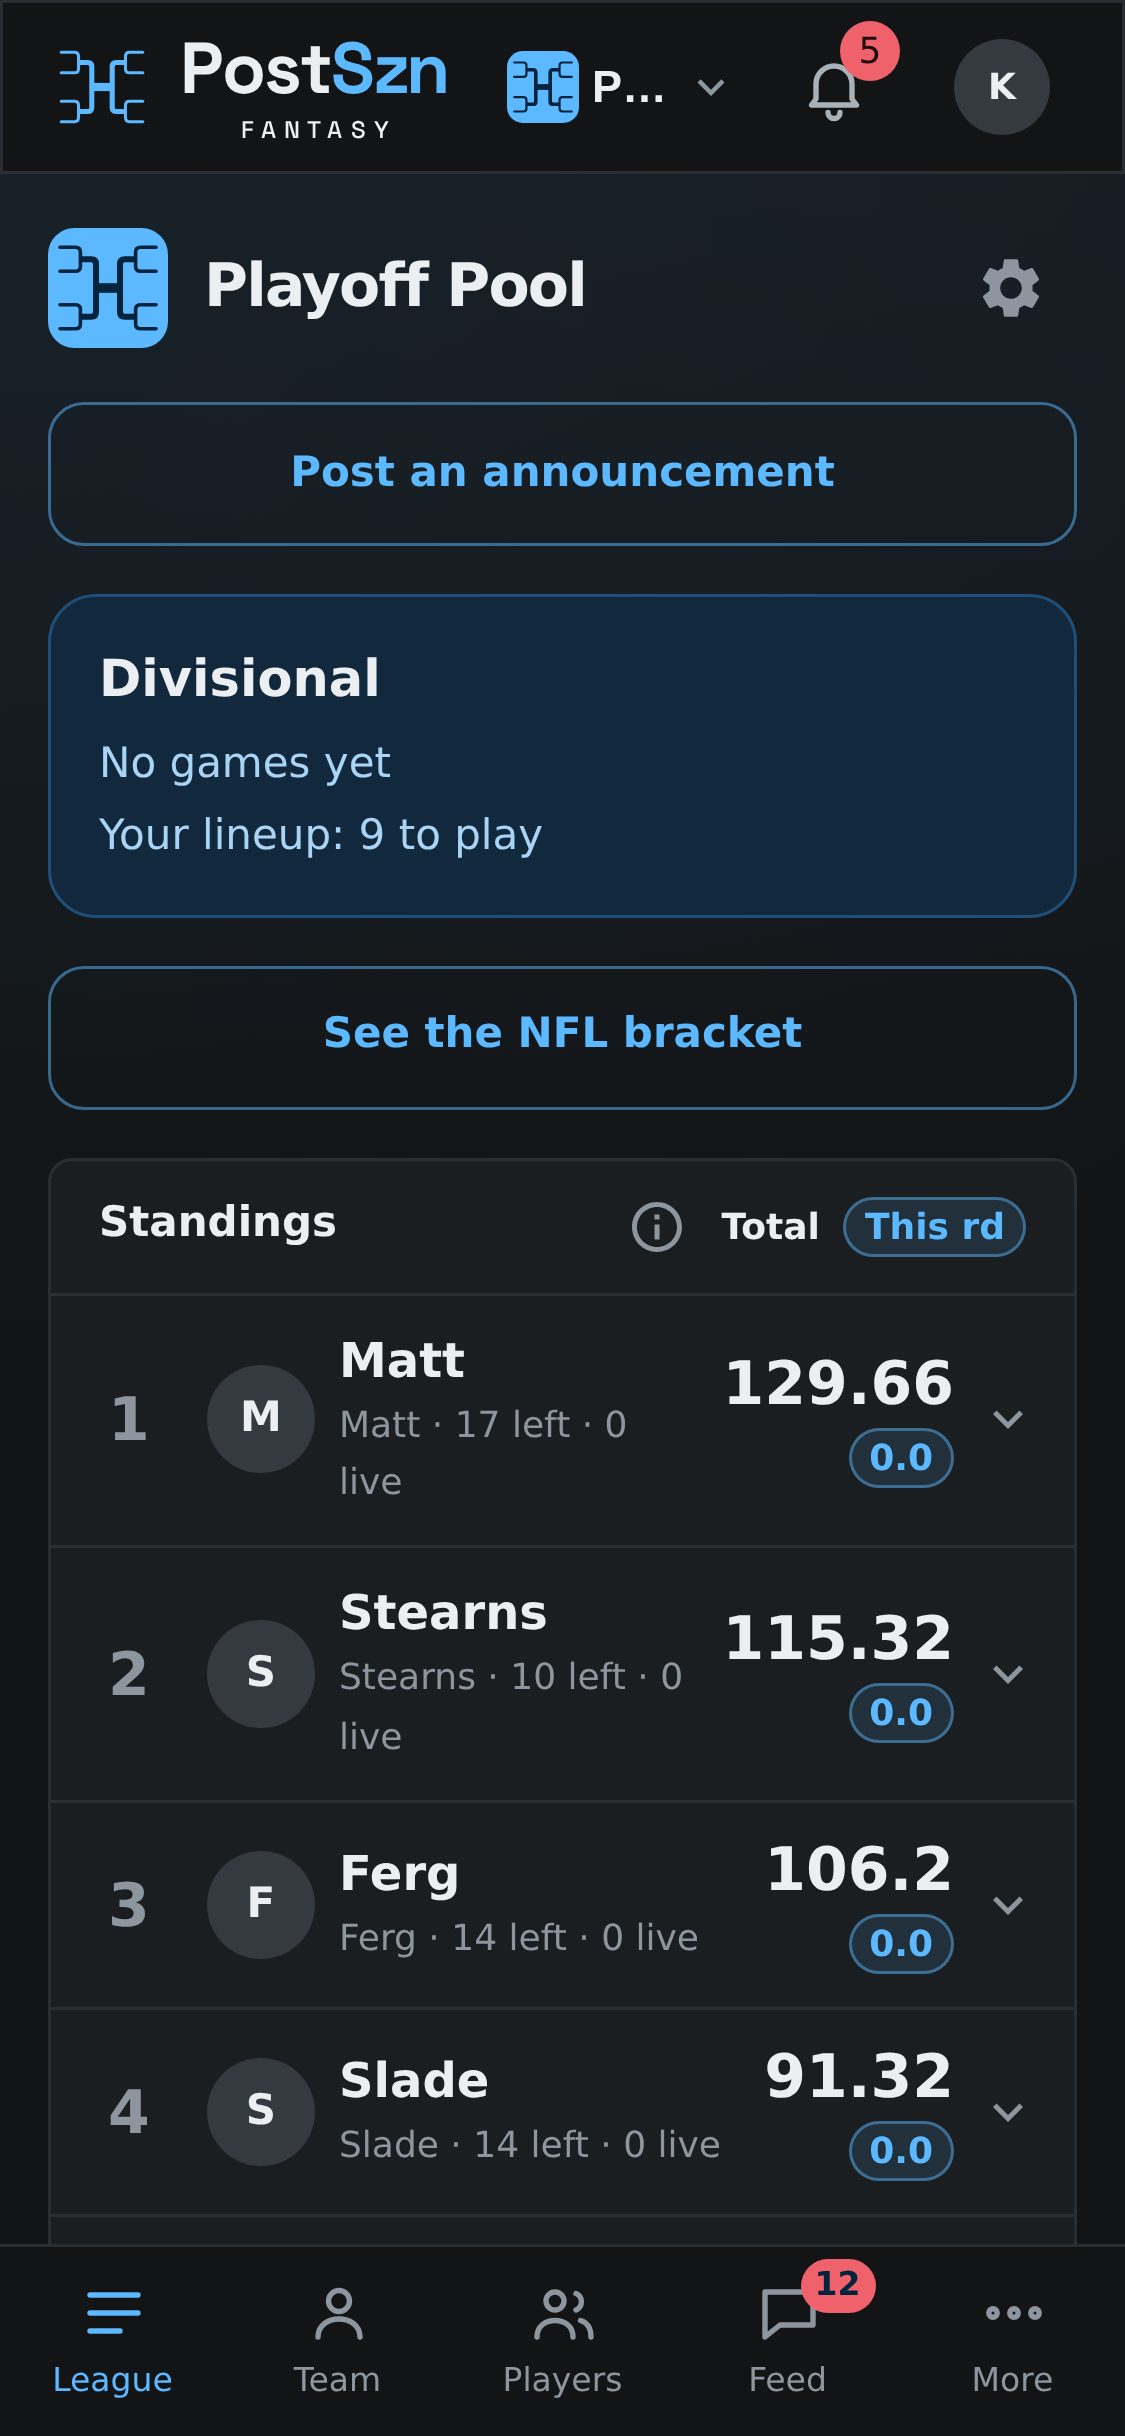 PostSzn
FANTASY
P...
5
K
Playoff Pool
Post an announcement
Divisional
No games yet
Your lineup: 9 to play
See the NFL bracket
Standings
Total
This rd
1
M
Matt
Matt · 17 left · 0
live
129.66
0.0
2
S
Stearns
Stearns · 10 left · 0
live
115.32
0.0
3
F
Ferg
Ferg · 14 left · 0 live
106.2
0.0
4
S
Slade
Slade · 14 left · 0 live
91.32
0.0
League
Team
Players
12
Feed
More